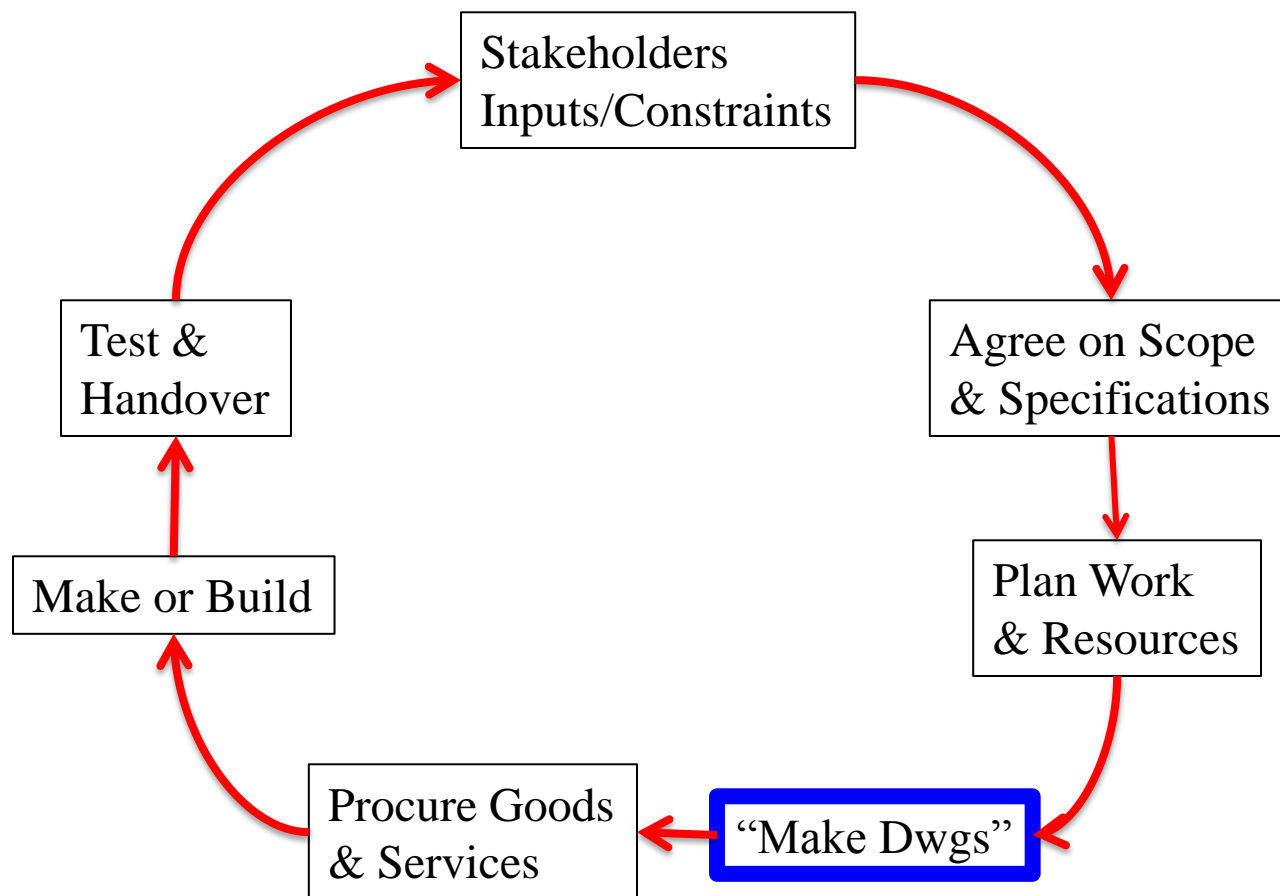 Stakeholders
Inputs/Constraints
Agree on Scope
& Specifications
Plan Work
& Resources
“Make Dwgs”
Procure Goods
& Services
Make or Build
Test &
Handover